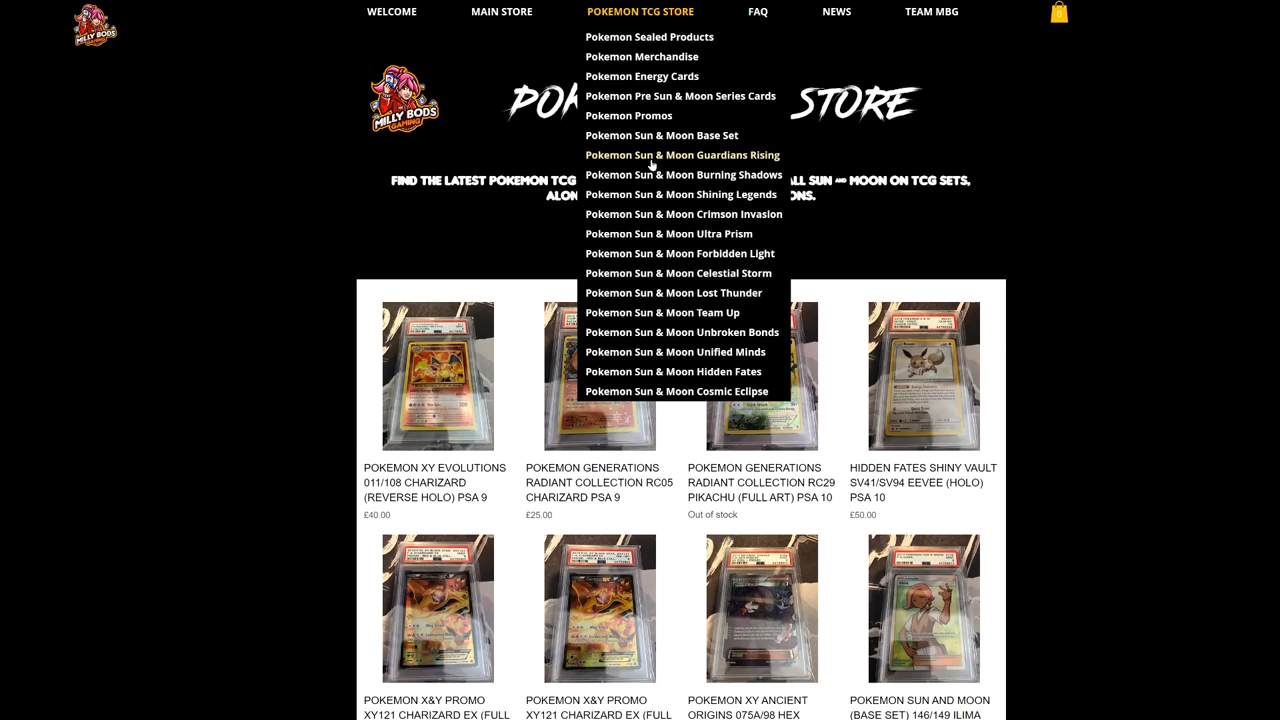 WELCOME
MAIN STORE
POKEMON TCG STORE
FAQ
NEWS
TEAM MBG
0
MILLY BODS
GAMING
Pokemon Sealed Products
Pokemon Merchandise
Pokemon Energy Cards
Pokemon Pre Sun & Moon Series Cards
Pokemon Promos
Pokemon Sun & Moon Base Set
Pokemon Sun & Moon Guardians Rising
Pokemon Sun & Moon Burning Shadows
Pokemon Sun & Moon Shining Legends
Pokemon Sun & Moon Crimson Invasion
Pokemon Sun & Moon Ultra Prism
Pokemon Sun & Moon Forbidden Light
Pokemon Sun & Moon Celestial Storm
Pokemon Sun & Moon Lost Thunder
Pokemon Sun & Moon Team Up
Pokemon Sun & Moon Unbroken Bonds
Pokemon Sun & Moon Unified Minds
Pokemon Sun & Moon Hidden Fates
Pokemon Sun & Moon Cosmic Eclipse
MILLY BODS
GAMING
POK STORE
FIND THE LATEST POKEMON TCG ALL SUN AND MOON ON TCG SETS,
ALON NS.
POKEMON XY EVOLUTIONS
011/108 CHARIZARD
(REVERSE HOLO) PSA 9
£40.00
POKEMON GENERATIONS
RADIANT COLLECTION RC05
CHARIZARD PSA 9
£25.00
POKEMON GENERATIONS
RADIANT COLLECTION RC29
PIKACHU (FULL ART) PSA 10
Out of stock
HIDDEN FATES SHINY VAULT
SV41/SV94 EEVEE (HOLO)
PSA 10
£50.00
POKEMON X&Y PROMO
XY121 CHARIZARD EX (FULL
POKEMON X&Y PROMO
XY121 CHARIZARD EX (FULL
POKEMON XY ANCIENT
ORIGINS 075A/98 HEX
POKEMON SUN AND MOON
(BASE SET) 146/149 ILIMA